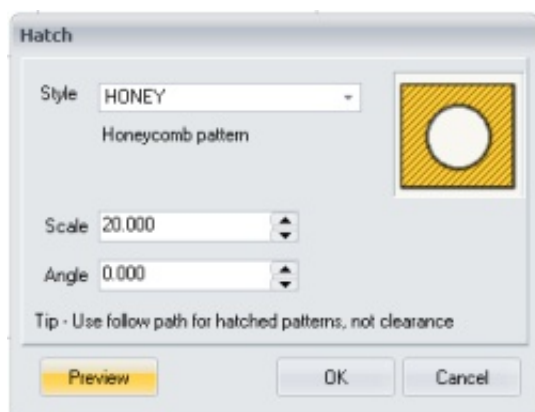 Hatch
Style HONEY
Honeycomb pattern
Scale 20.000
Angle 0.000
Tip - Use follow path for hatched patterns, not clearance
Preview OK Cancel